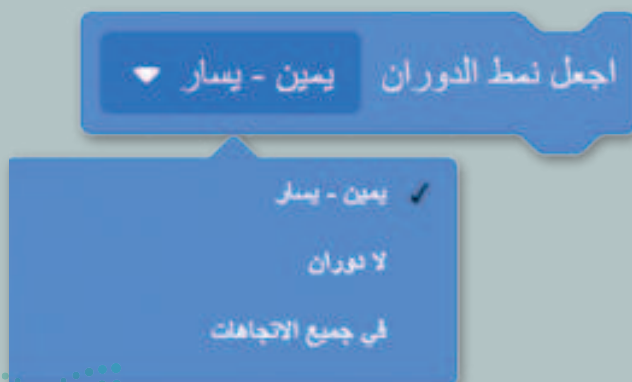 اجعل نمط الدوران يمين - يسار
يمين - يسار
لا دوران
في جميع الاتجاهات